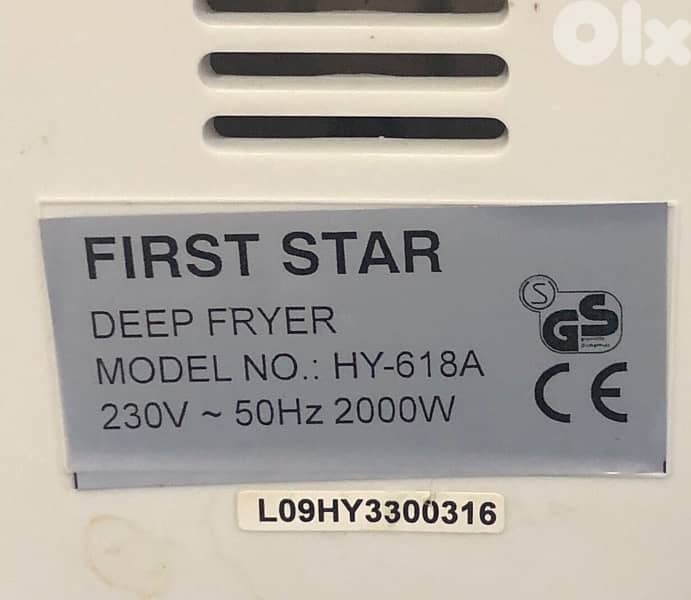 Olx
FIRST STAR
DEEP FRYER
MODEL NO.: HY-618A
230V ~ 50Hz 2000W
S
GS
CE
L09HY3300316